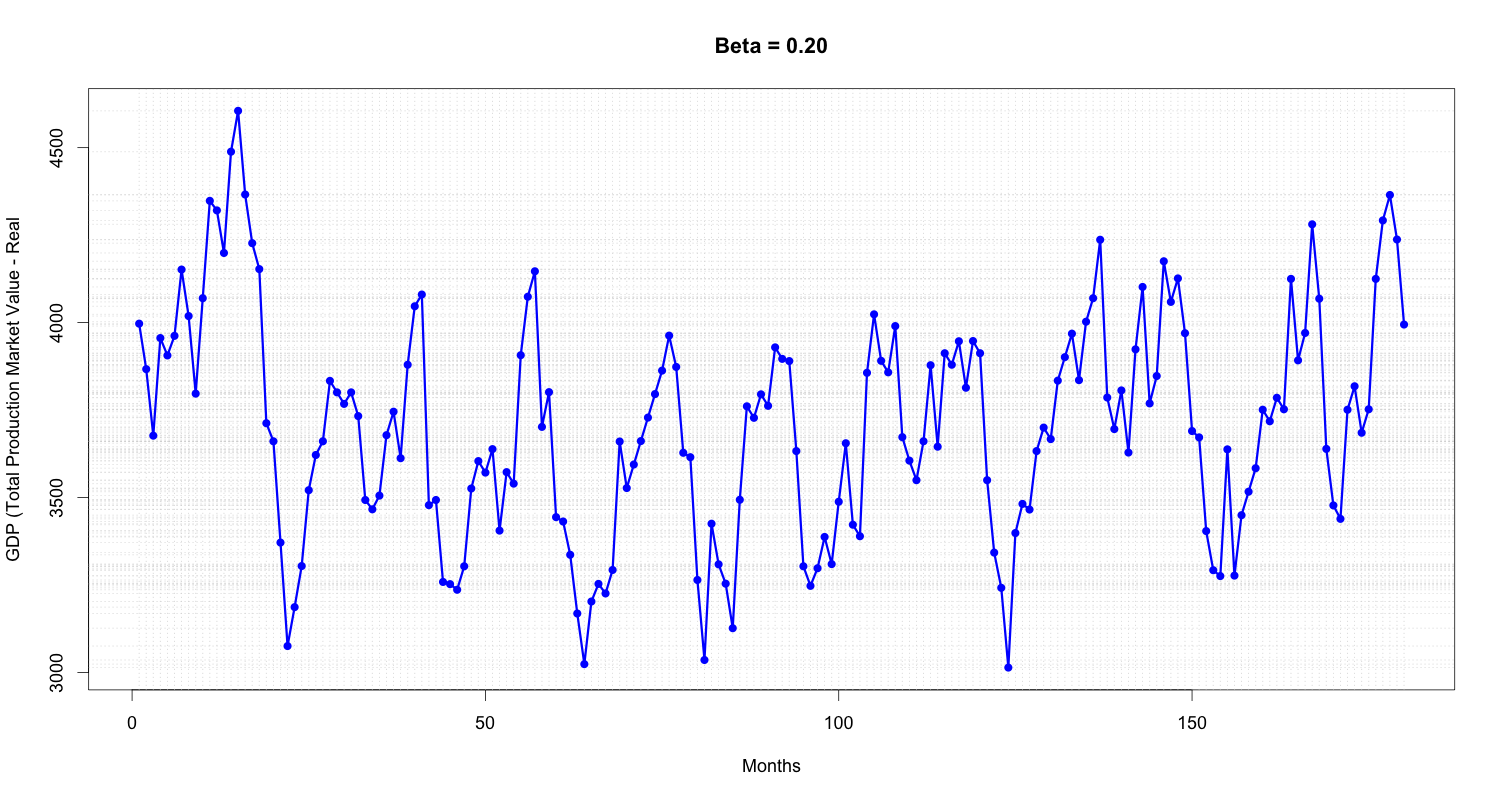 Beta = 0.20
GDP (Total Production Market Value - Real
4500
4000
3500
3000
0 50 100 150
Months